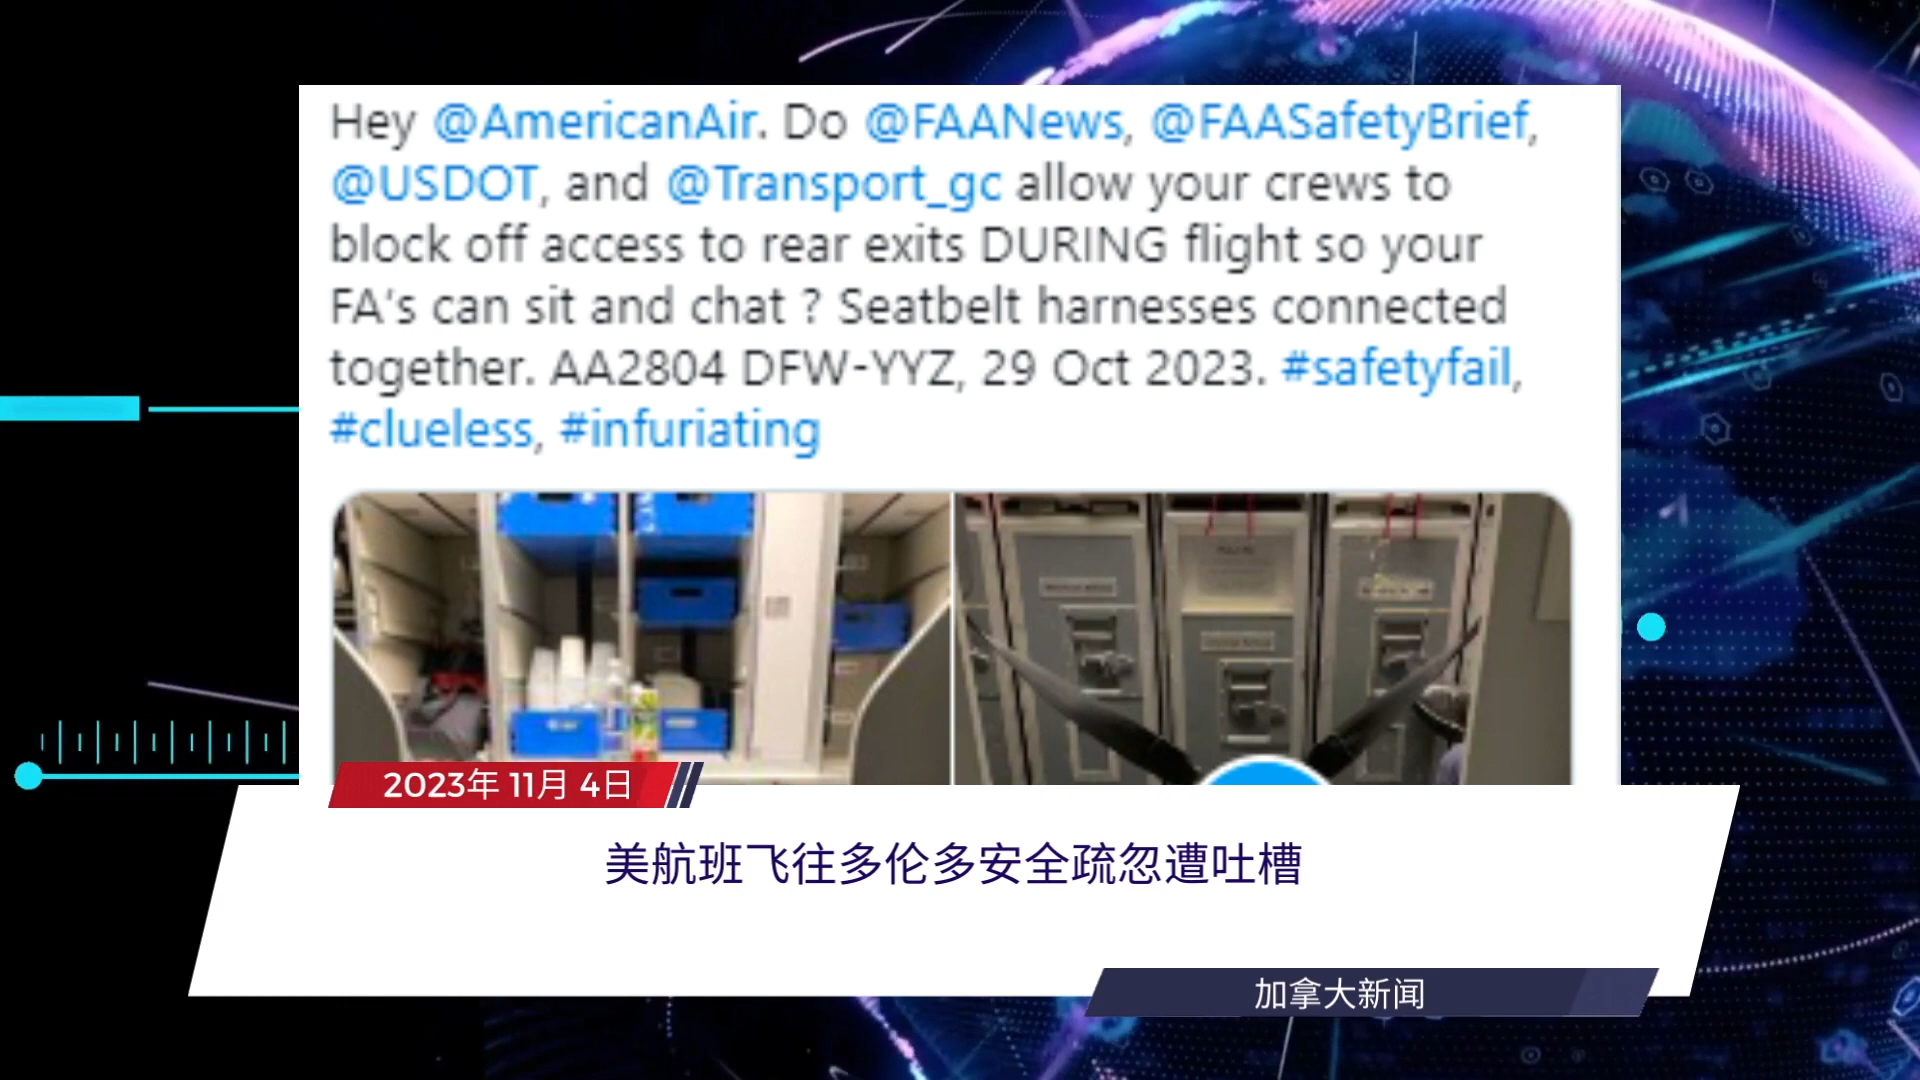 Hey @AmericanAir. Do @FAANews, @FAASafetyBrief,
@USDOT, and @Transport_gc allow your crews to
block off access to rear exits DURING flight so your
FA's can sit and chat ? Seatbelt harnesses connected
together. AA2804 DFW-YYZ, 29 Oct 2023. #safetyfail,
#clueless, #infuriating
2023年 11月 4日
美航班飞往多伦多安全疏忽遭吐槽
加拿大新闻